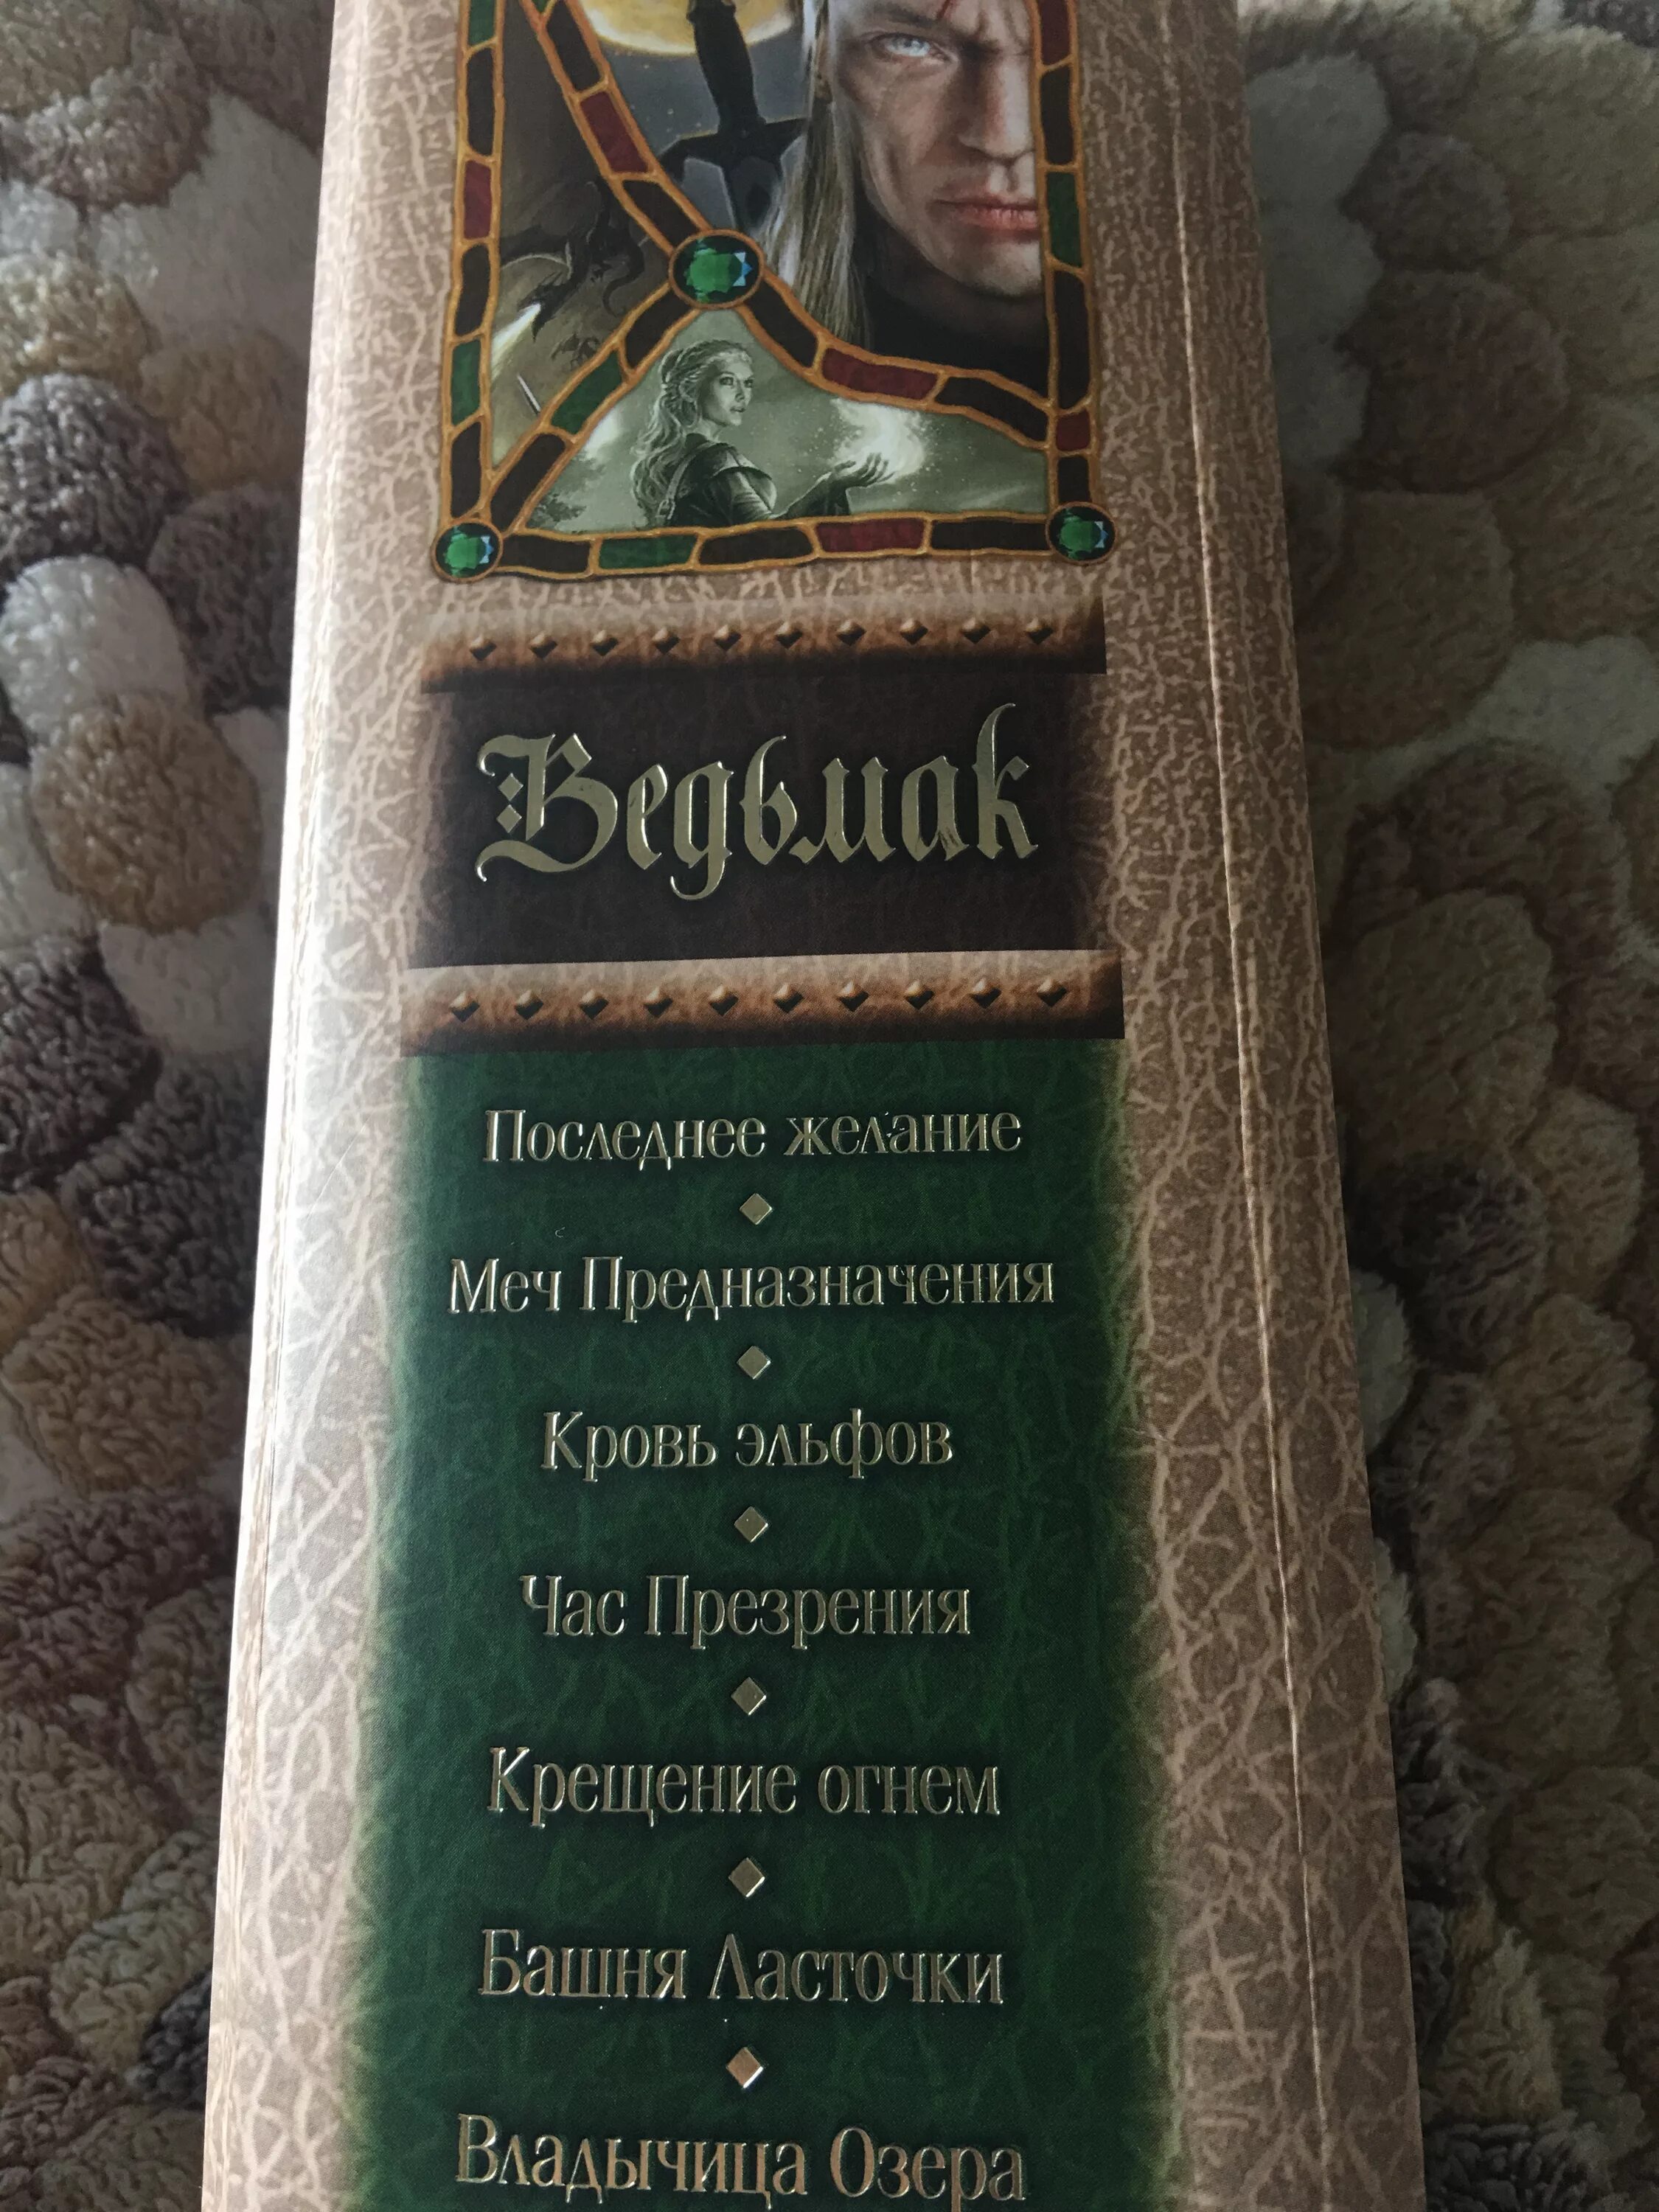 Ведьмак
Последнее желание
Меч Предназначения
Кровь эльфов
Час Презрения
Крещение огнем
Башня Ласточки
Владычица Озера